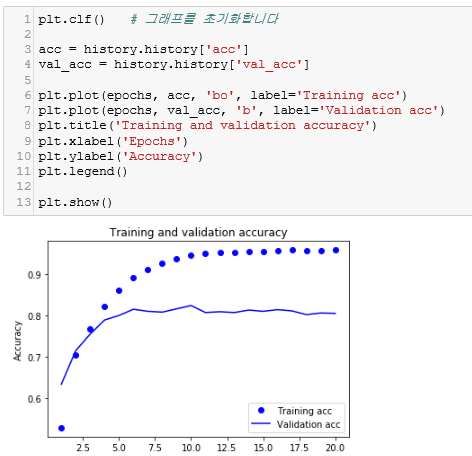 1 plt.clf()   # 그래프를 초기화합니다
2
3 acc = history.history['acc']
4 val_acc = history.history['val_acc']
5
6 plt.plot(epochs, acc, 'bo', label='Training acc')
7 plt.plot(epochs, val_acc, 'b', label='Validation acc')
8 plt.title('Training and validation accuracy')
9 plt.xlabel('Epochs')
10 plt.ylabel('Accuracy')
11 plt.legend()
12
13 plt.show()
Training and validation accuracy
0.9
0.8
0.7
0.6
Accuracy
Training acc
Validation acc
2.5 5.0 7.5 10.0 12.5 15.0 17.5 20.0